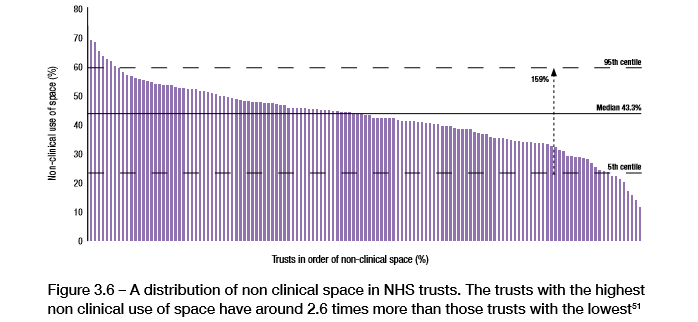 80
70
60
50
40
30
20
10
0
Non-clinical use of space (%)
95th centile
159%
Median 43.3%
5th centile
Trusts in order of non-clinical space (%)
Figure 3.6 – A distribution of non clinical space in NHS trusts. The trusts with the highest
non clinical use of space have around 2.6 times more than those trusts with the lowest51